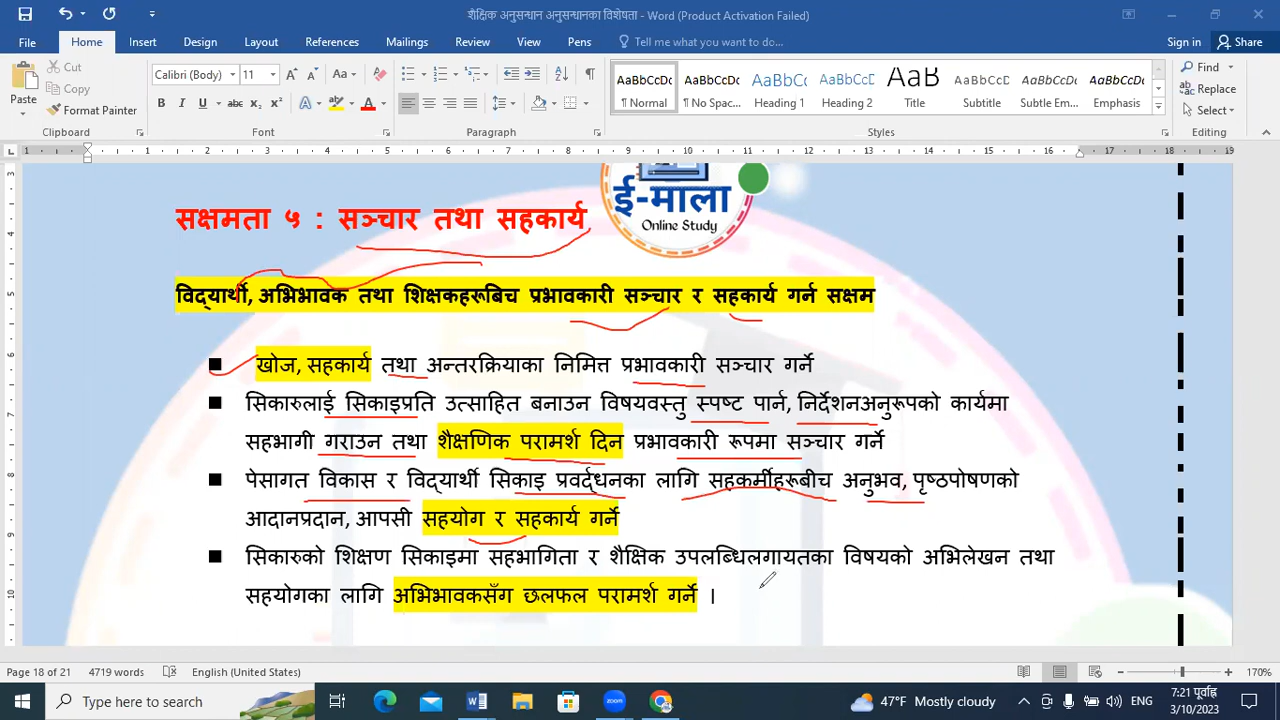 शैक्षिक अनुसन्धान अनुसन्धानका विशेषता - Word (Product Activation Failed)
File Home Insert Design Layout References Mailings Review View Pens Tell me what you want to do... Sign in Share
Cut
Copy
Paste
Format Painter
Calibri (Body) 11
Clipboard Font Paragraph Styles Editing
AaBbCcDc AaBbCcDc AaBbCc AaBbCcC AaB AaBbCcD AaBbCcDc AaBbCcDc
¶ Normal ¶ No Spac... Heading 1 Heading 2 Title Subtitle Subtle Em... Emphasis
Find
Replace
Select
ई-माला
Online Study
सक्षमता ५ : सञ्चार तथा सहकार्य
विद्यार्थी, अभिभावक तथा शिक्षकहरूबिच प्रभावकारी सञ्चार र सहकार्य गर्न सक्षम
■ खोज, सहकार्य तथा अन्तरक्रियाका निमित्त प्रभावकारी सञ्चार गर्ने
■ सिकारुलाई सिकाइप्रति उत्साहित बनाउन विषयवस्तु स्पष्ट पार्न, निर्देशनअनुरूपको कार्यमा
सहभागी गराउन तथा शैक्षणिक परामर्श दिन प्रभावकारी रूपमा सञ्चार गर्ने
■ पेसागत विकास र विद्यार्थी सिकाइ प्रवर्द्धनका लागि सहकर्मीहरूबीच अनुभव, पृष्ठपोषणको
आदानप्रदान, आपसी सहयोग र सहकार्य गर्ने
■ सिकारुको शिक्षण सिकाइमा सहभागिता र शैक्षिक उपलब्धिलगायतका विषयको अभिलेखन तथा
सहयोगका लागि अभिभावकसँग छलफल परामर्श गर्ने ।
Page 18 of 21 4719 words English (United States) 170%
Type here to search
47°F Mostly cloudy ENG
7:21 पूर्वाह्न
3/10/2023